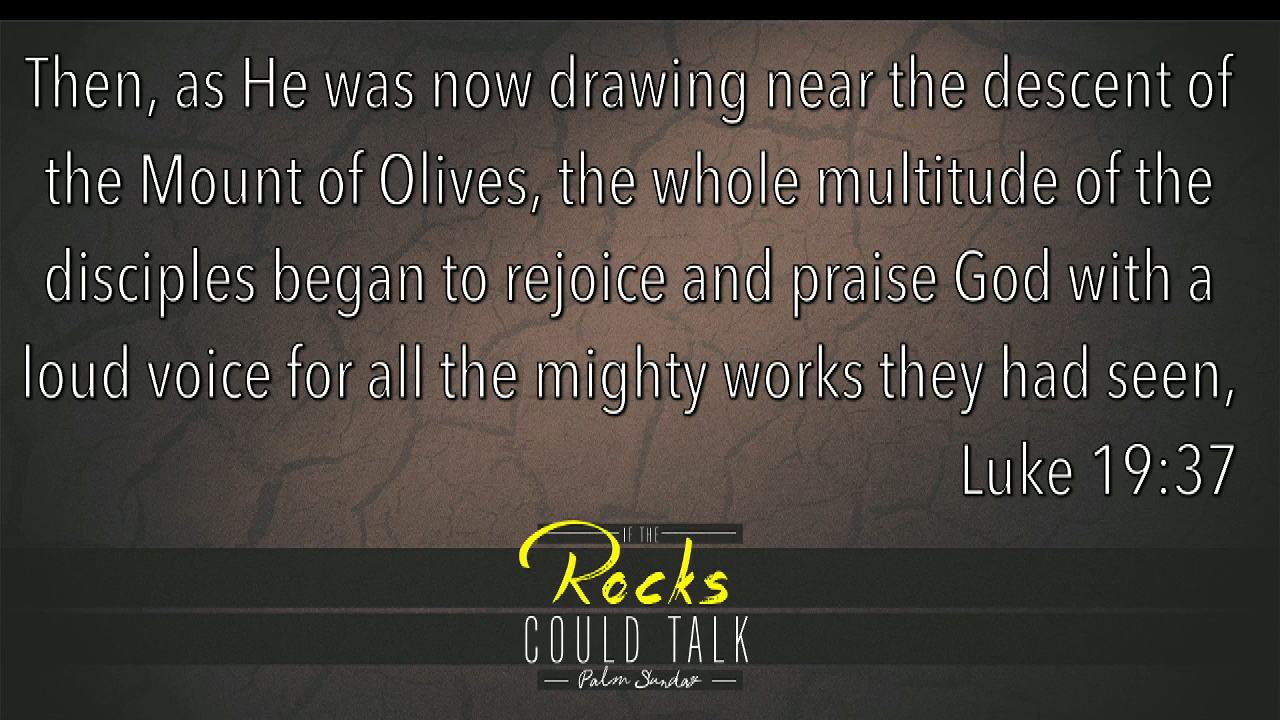 Then, as He was now drawing near the descent of
the Mount of Olives, the whole multitude of the
disciples began to rejoice and praise God with a
loud voice for all the mighty works they had seen,
Luke 19:37
IF THE
Rocks
COULD TALK
Palm Sunday